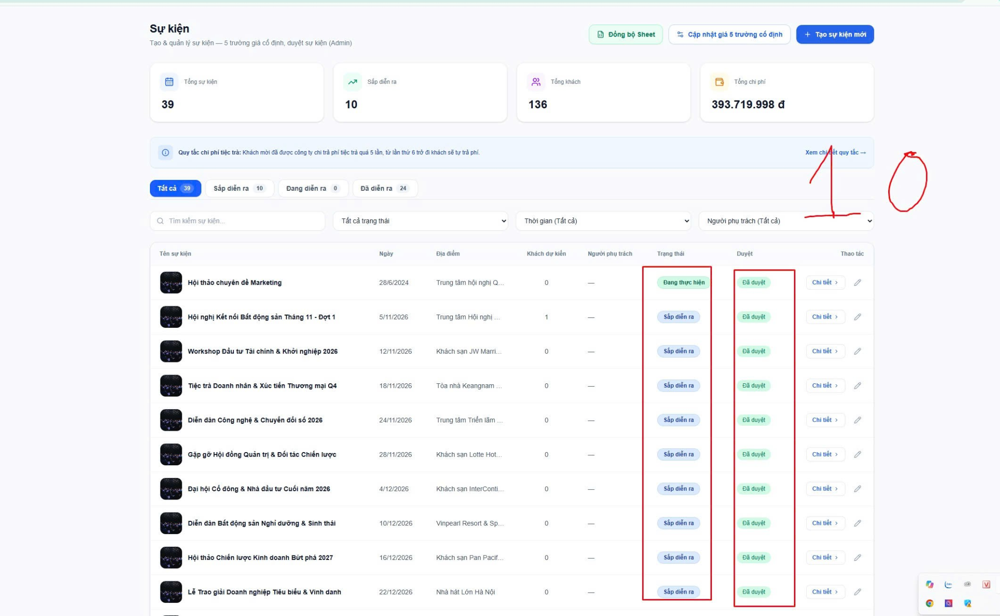 Sự kiện
Tạo & quản lý sự kiện — 5 trường giá cố định, duyệt sự kiện (Admin)
Đồng bộ Sheet
Cập nhật giá 5 trường cố định
+ Tạo sự kiện mới
Tổng sự kiện
39
Sắp diễn ra
10
Tổng khách
136
Tổng chi phí
393.719.998 đ
Quy tắc chi phí tiệc trà: Khách mời đã được công ty chi trả phí tiệc trà quá 5 lần, từ lần thứ 6 trở đi khách sẽ tự trả phí.
Xem chi tiết quy tắc →
1 0
Tất cả 39
Sắp diễn ra 10
Đang diễn ra 0
Đã diễn ra 24
Tìm kiếm sự kiện...
Tất cả trạng thái
Thời gian (Tất cả)
Người phụ trách (Tất cả)
Tên sự kiện Ngày Địa điểm Khách dự kiến Người phụ trách Trạng thái Duyệt Thao tác
Hội thảo chuyên đề Marketing 28/6/2024 Trung tâm hội nghị Q... 0 — Đang thực hiện Đã duyệt Chi tiết >
Hội nghị Kết nối Bất động sản Tháng 11 - Đợt 1 5/11/2026 Trung tâm Hội nghị ... 1 — Sắp diễn ra Đã duyệt Chi tiết >
Workshop Đầu tư Tài chính & Khởi nghiệp 2026 12/11/2026 Khách sạn JW Marri... 0 — Sắp diễn ra Đã duyệt Chi tiết >
Tiệc trà Doanh nhân & Xúc tiến Thương mại Q4 18/11/2026 Tòa nhà Keangnam ... 0 — Sắp diễn ra Đã duyệt Chi tiết >
Diễn đàn Công nghệ & Chuyển đổi số 2026 24/11/2026 Trung tâm Triển lãm ... 0 — Sắp diễn ra Đã duyệt Chi tiết >
Gặp gỡ Hội đồng Quản trị & Đối tác Chiến lược 28/11/2026 Khách sạn Lotte Hot... 0 — Sắp diễn ra Đã duyệt Chi tiết >
Đại hội Cổ đông & Nhà đầu tư Cuối năm 2026 4/12/2026 Khách sạn InterConti... 0 — Sắp diễn ra Đã duyệt Chi tiết >
Diễn đàn Bất động sản Nghỉ dưỡng & Sinh thái 10/12/2026 Vinpearl Resort & Sp... 0 — Sắp diễn ra Đã duyệt Chi tiết >
Hội thảo Chiến lược Kinh doanh Bứt phá 2027 16/12/2026 Khách sạn Pan Pacif... 0 — Sắp diễn ra Đã duyệt Chi tiết >
Lễ Trao giải Doanh nghiệp Tiêu biểu & Vinh danh 22/12/2026 Nhà hát Lớn Hà Nội 0 — Sắp diễn ra Đã duyệt Chi tiết >